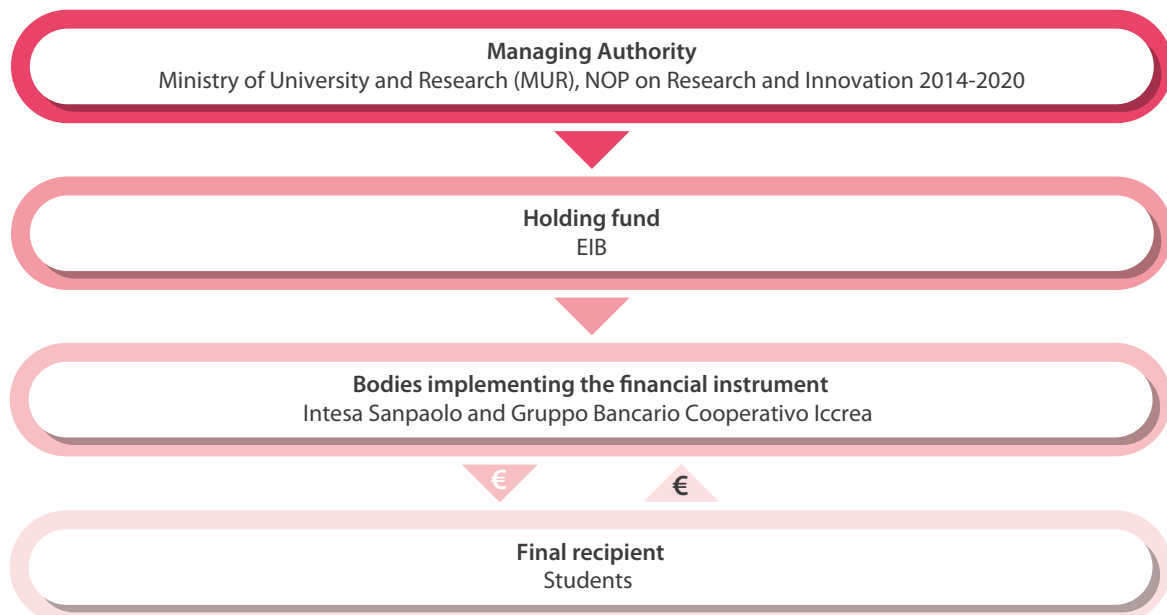 Managing Authority
Ministry of University and Research (MUR), NOP on Research and Innovation 2014-2020
Holding fund
EIB
Bodies implementing the financial instrument
Intesa Sanpaolo and Gruppo Bancario Cooperativo Iccrea
€ €
Final recipient
Students